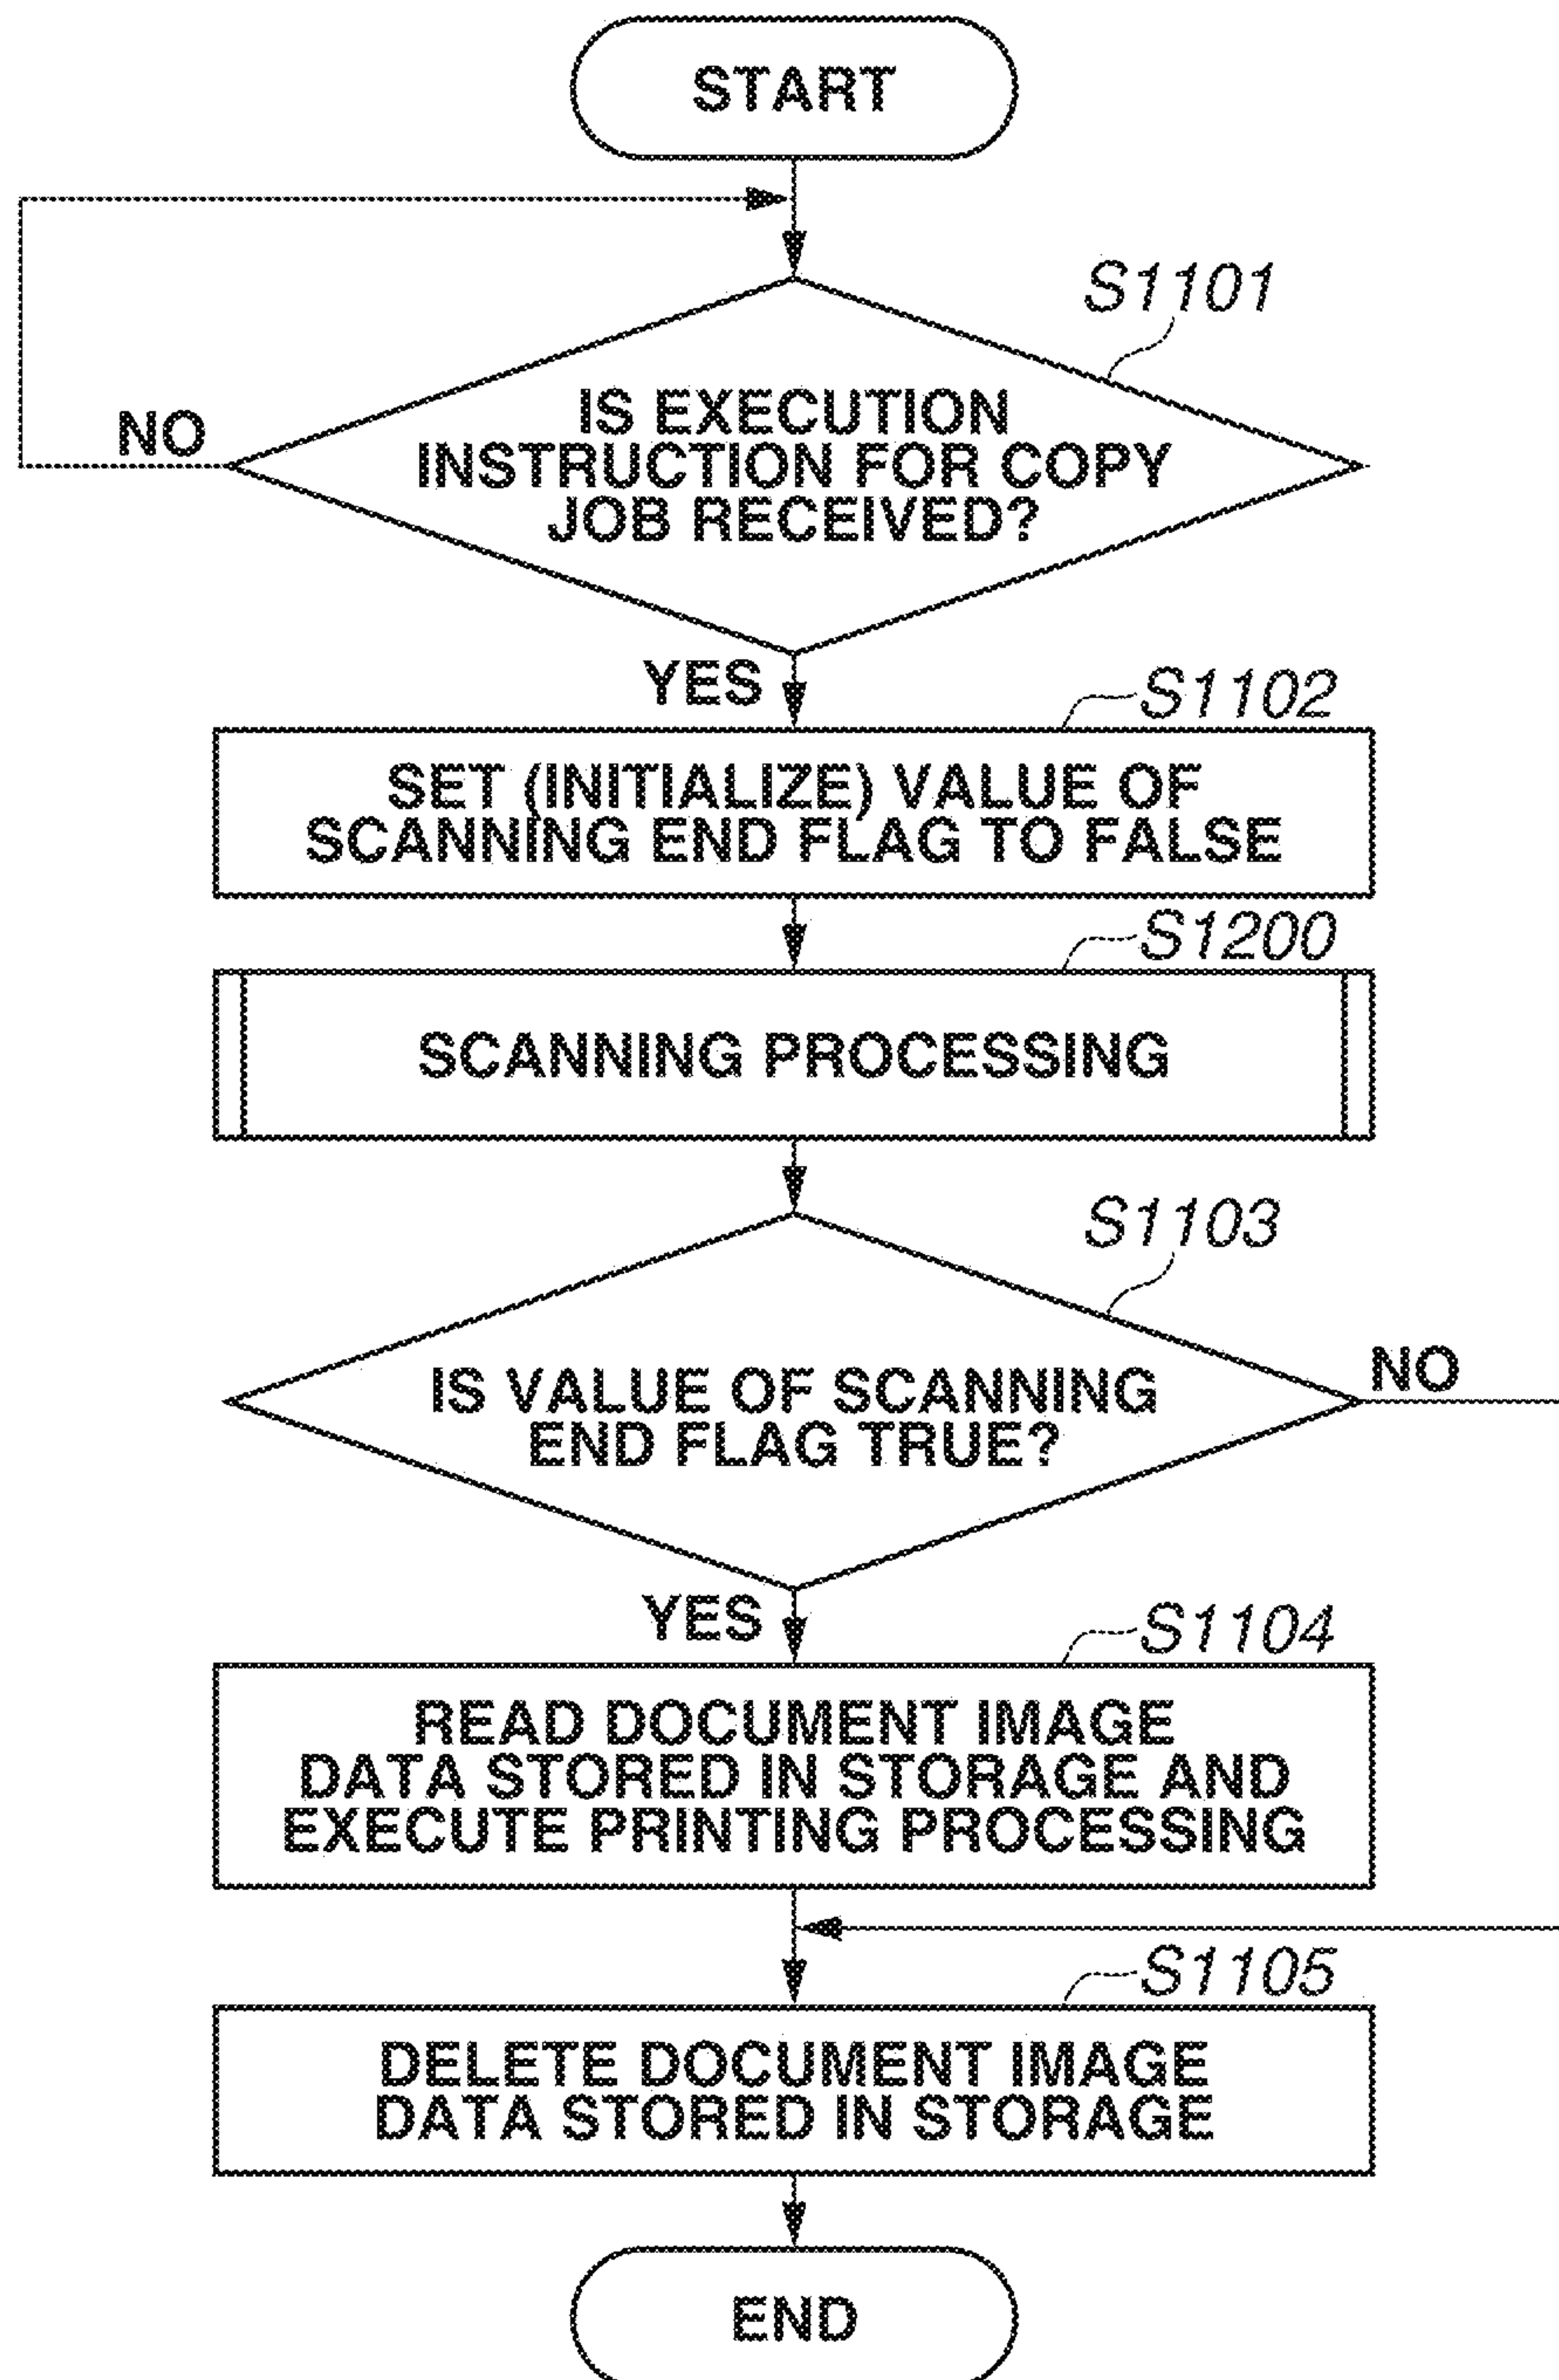 START
S1101
IS EXECUTION
INSTRUCTION FOR COPY
JOB RECEIVED?
NO
YES
S1102
SET (INITIALIZE) VALUE OF
SCANNING END FLAG TO FALSE
S1200
SCANNING PROCESSING
S1103
IS VALUE OF SCANNING
END FLAG TRUE?
NO
YES
S1104
READ DOCUMENT IMAGE
DATA STORED IN STORAGE AND
EXECUTE PRINTING PROCESSING
S1105
DELETE DOCUMENT IMAGE
DATA STORED IN STORAGE
END